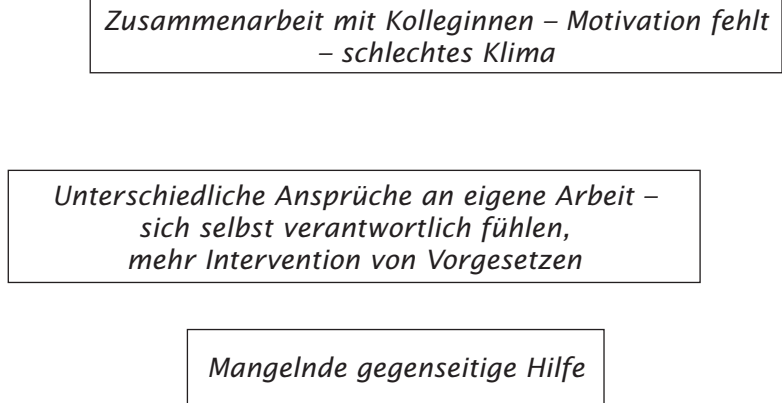 Zusammenarbeit mit Kolleginnen – Motivation fehlt
– schlechtes Klima
Unterschiedliche Ansprüche an eigene Arbeit –
sich selbst verantwortlich fühlen,
mehr Intervention von Vorgesetzen
Mangelnde gegenseitige Hilfe